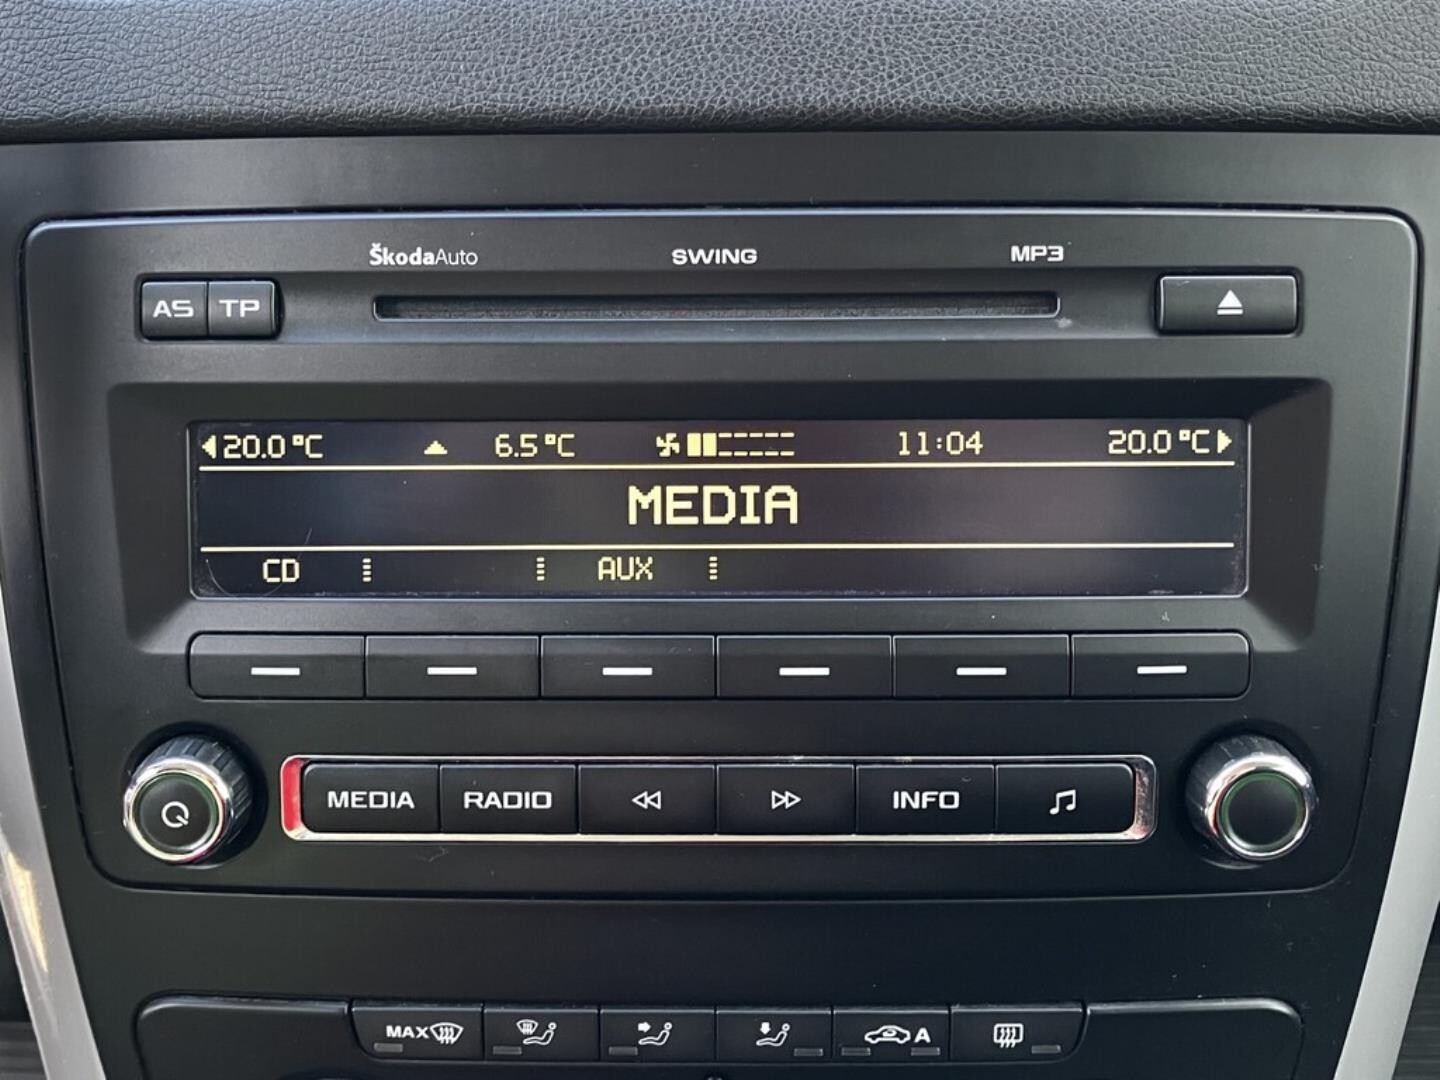 ŠkodaAuto SWING MP3
AS TP
20.0 °C 6.5 °C 11:04 20.0 °C
MEDIA
CD AUX
MEDIA RADIO INFO
MAX A